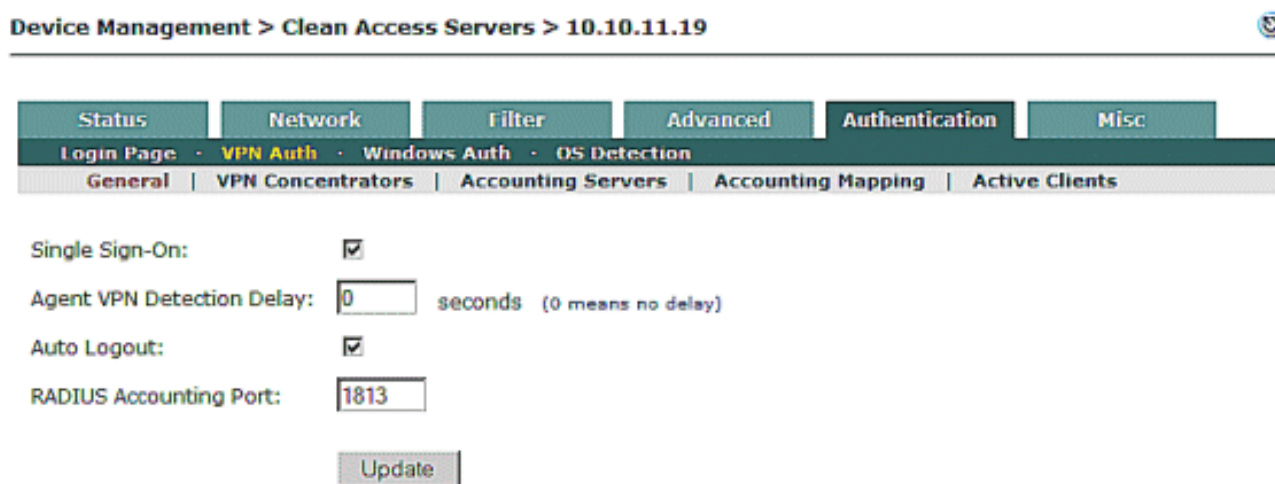 Device Management > Clean Access Servers > 10.10.11.19
Status Network Filter Advanced Authentication Misc
Login Page · VPN Auth · Windows Auth · OS Detection
General | VPN Concentrators | Accounting Servers | Accounting Mapping | Active Clients
Single Sign-On:
Agent VPN Detection Delay: 0 seconds (0 means no delay)
Auto Logout:
RADIUS Accounting Port: 1813
Update